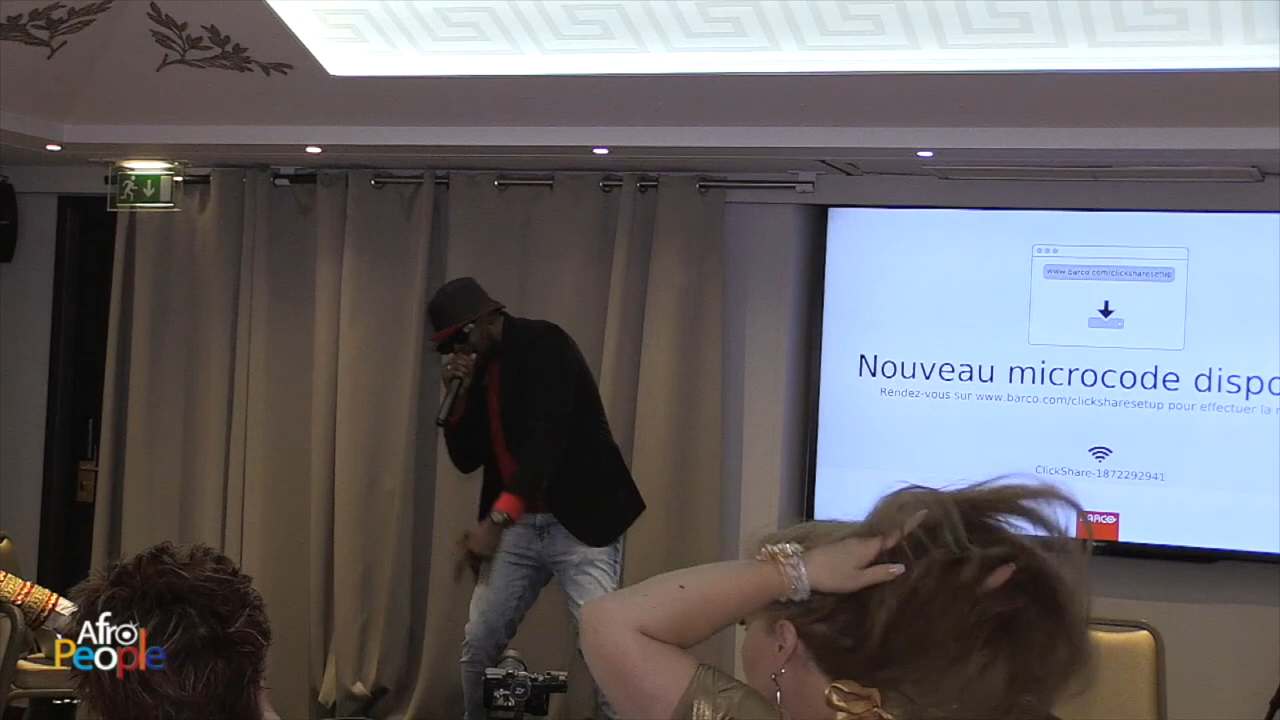 www.barco.com/clicksharesetup
Nouveau microcode dispo
Rendez-vous sur www.barco.com/clicksharesetup pour effectuer la
ClickShare-1872292941
BARCO
Afro
People